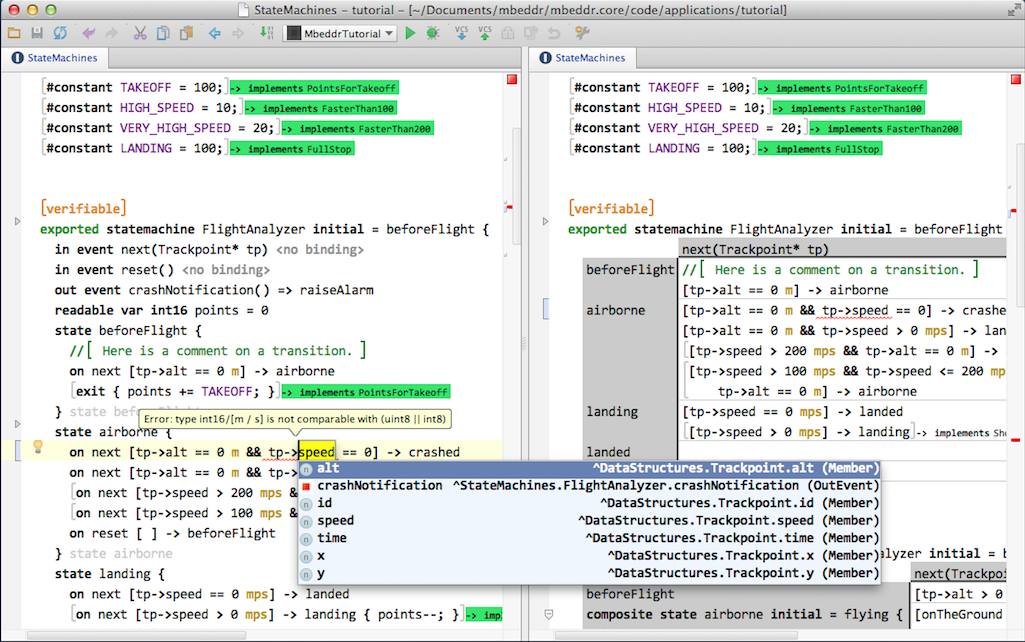 StateMachines – tutorial – [~/Documents/mbeddr/mbeddr.core/code/applications/tutorial]
MbeddrTutorial
VCS VCS
StateMachines
[#constant TAKEOFF = 100;] -> implements PointsForTakeoff
[#constant HIGH_SPEED = 10;] -> implements FasterThan100
[#constant VERY_HIGH_SPEED = 20;] -> implements FasterThan200
[#constant LANDING = 100;] -> implements FullStop
[verifiable]
exported statemachine FlightAnalyzer initial = beforeFlight {
in event next(Trackpoint* tp) <no binding>
in event reset() <no binding>
out event crashNotification() => raiseAlarm
readable var int16 points = 0
state beforeFlight {
//[ Here is a comment on a transition. ]
on next [tp->alt == 0 m] -> airborne
[exit { points += TAKEOFF; }] -> implements PointsForTakeoff
} state bef
Error: type int16/[m / s] is not comparable with (uint8 || int8)
state airborne {
on next [tp->alt == 0 m && tp->speed == 0] -> crashed
[on next [tp->speed > 200 mps &
[on next [tp->speed > 100 mps &
on reset [ ] -> beforeFlight
} state airborne
state landing {
on next [tp->speed == 0 mps] -> landed
[on next [tp->speed > 0 mps] -> landing { points--; }] -> imp
alt ^DataStructures.Trackpoint.alt (Member)
crashNotification ^StateMachines.FlightAnalyzer.crashNotification (OutEvent)
id ^DataStructures.Trackpoint.id (Member)
speed ^DataStructures.Trackpoint.speed (Member)
time ^DataStructures.Trackpoint.time (Member)
x ^DataStructures.Trackpoint.x (Member)
y ^DataStructures.Trackpoint.y (Member)
StateMachines
[#constant TAKEOFF = 100;] -> implements PointsForTakeoff
[#constant HIGH_SPEED = 10;] -> implements FasterThan100
[#constant VERY_HIGH_SPEED = 20;] -> implements FasterThan200
[#constant LANDING = 100;] -> implements FullStop
[verifiable]
exported statemachine FlightAnalyzer initial = beforeFlight
next(Trackpoint* tp)
beforeFlight //[ Here is a comment on a transition. ]
[tp->alt == 0 m] -> airborne
airborne [tp->alt == 0 m && tp->speed == 0] -> crashe
[tp->alt == 0 m && tp->speed > 0 mps] -> lan
[[tp->speed > 200 mps && tp->alt == 0 m] ->
[[tp->speed > 100 mps && tp->speed <= 200 mp
tp->alt == 0 m] -> airborne
landing [tp->speed == 0 mps] -> landed
[[tp->speed > 0 mps] -> landing] -> implements Sho
landed
alyzer initial = b
next(Trackpoi
beforeFlight [tp->alt > 0
composite state airborne initial = flying { [onTheGround